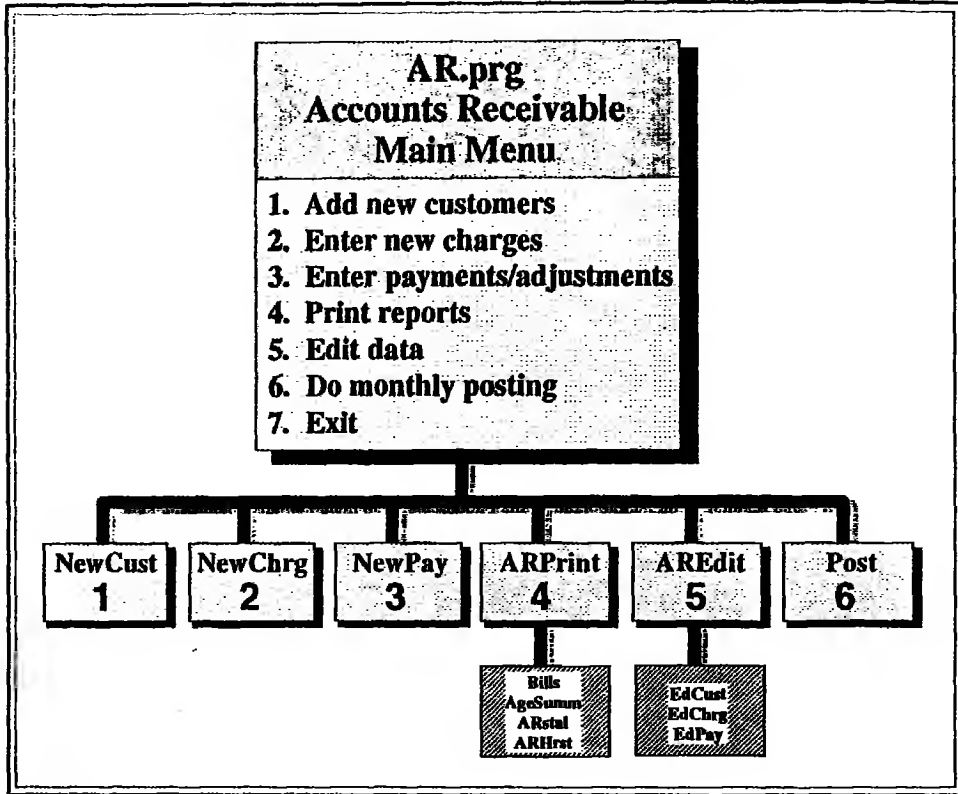 AR.prg
Accounts Receivable
Main Menu
1. Add new customers
2. Enter new charges
3. Enter payments/adjustments
4. Print reports
5. Edit data
6. Do monthly posting
7. Exit
NewCust
1
NewChrg
2
NewPay
3
ARPrint
4
AREdit
5
Post
6
Bills
AgeSumm
ARstal
ARHrst
EdCust
EdChrg
EdPay